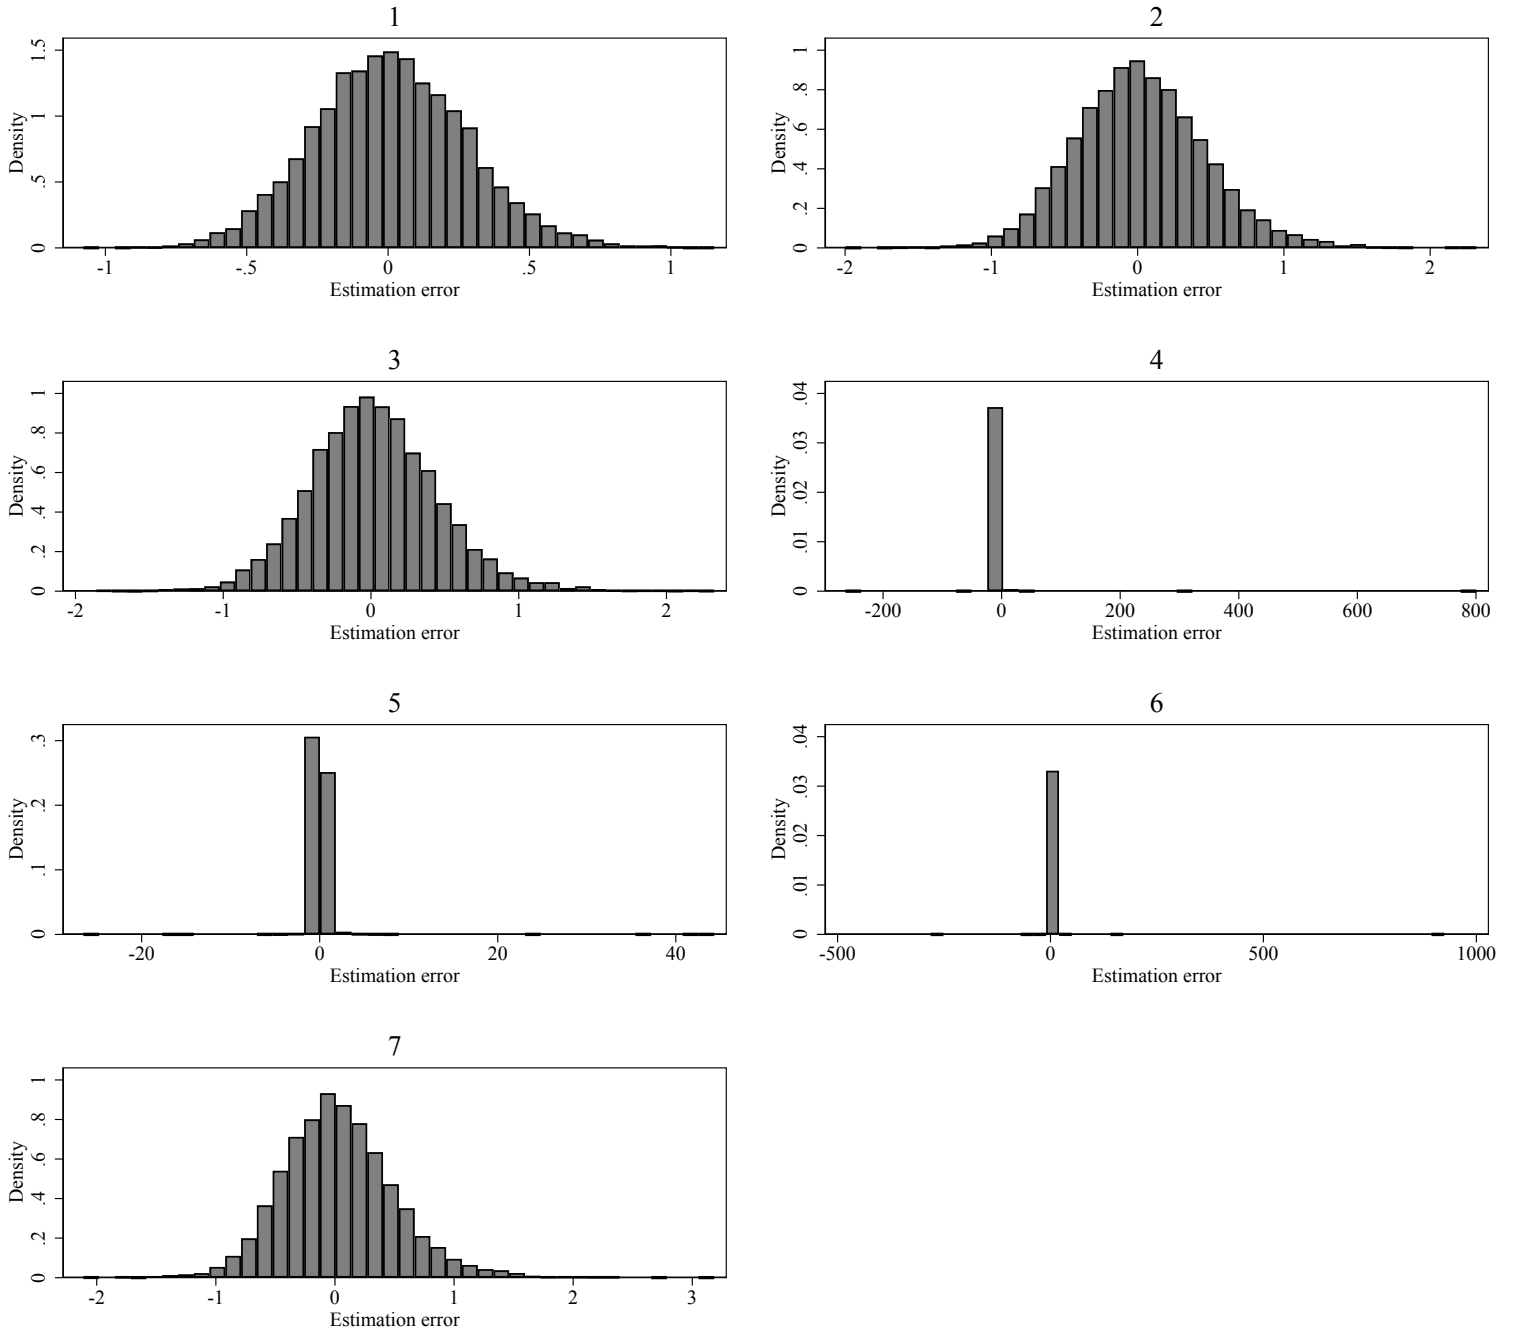 1
Density
0 .5 1 1.5
-1 -.5 0 .5 1
Estimation error
2
Density
0 .2 .4 .6 .8 1
-2 -1 0 1 2
Estimation error
3
Density
0 .2 .4 .6 .8 1
-2 -1 0 1 2
Estimation error
4
Density
0 .01 .02 .03 .04
-200 0 200 400 600 800
Estimation error
5
Density
0 .1 .2 .3
-20 0 20 40
Estimation error
6
Density
0 .01 .02 .03 .04
-500 0 500 1000
Estimation error
7
Density
0 .2 .4 .6 .8 1
-2 -1 0 1 2 3
Estimation error